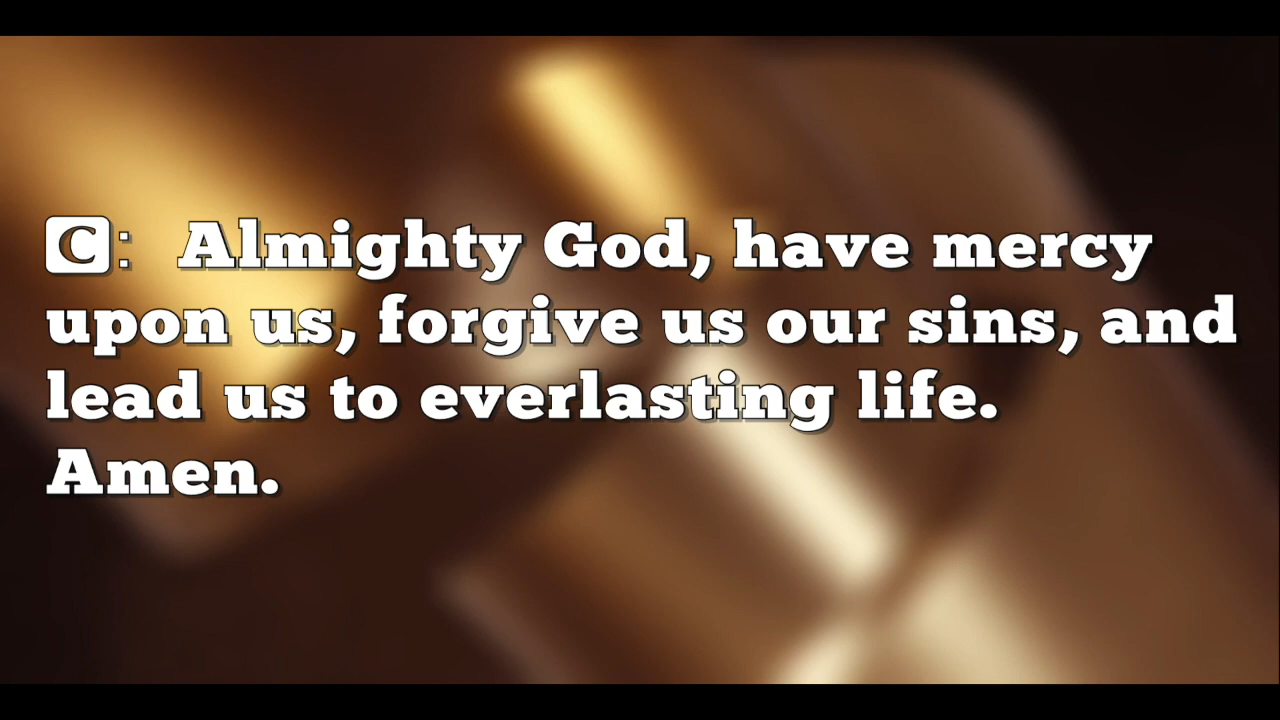 C: Almighty God, have mercy
upon us, forgive us our sins, and
lead us to everlasting life.
Amen.